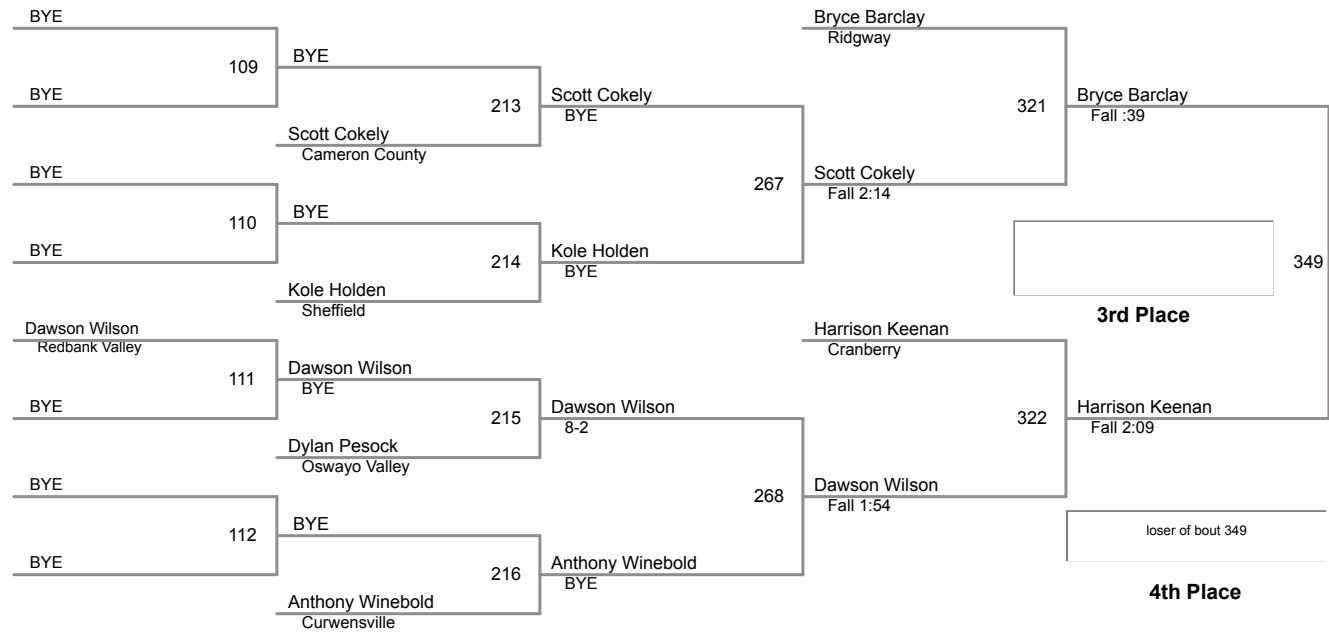 BYE
109
BYE
BYE
213
Scott Cokely
Cameron County
Scott Cokely
BYE
BYE
110
BYE
BYE
214
Kole Holden
Sheffield
Kole Holden
BYE
267
Scott Cokely
Fall 2:14
Bryce Barclay
Ridgway
321
Bryce Barclay
Fall :39
Dawson Wilson
Redbank Valley
111
BYE
Dawson Wilson
BYE
215
Dylan Pesock
Oswayo Valley
Dawson Wilson
8-2
BYE
112
BYE
BYE
216
Anthony Winebold
Curwensville
Anthony Winebold
BYE
268
Dawson Wilson
Fall 1:54
Harrison Keenan
Cranberry
322
Harrison Keenan
Fall 2:09
349
3rd Place
loser of bout 349
4th Place